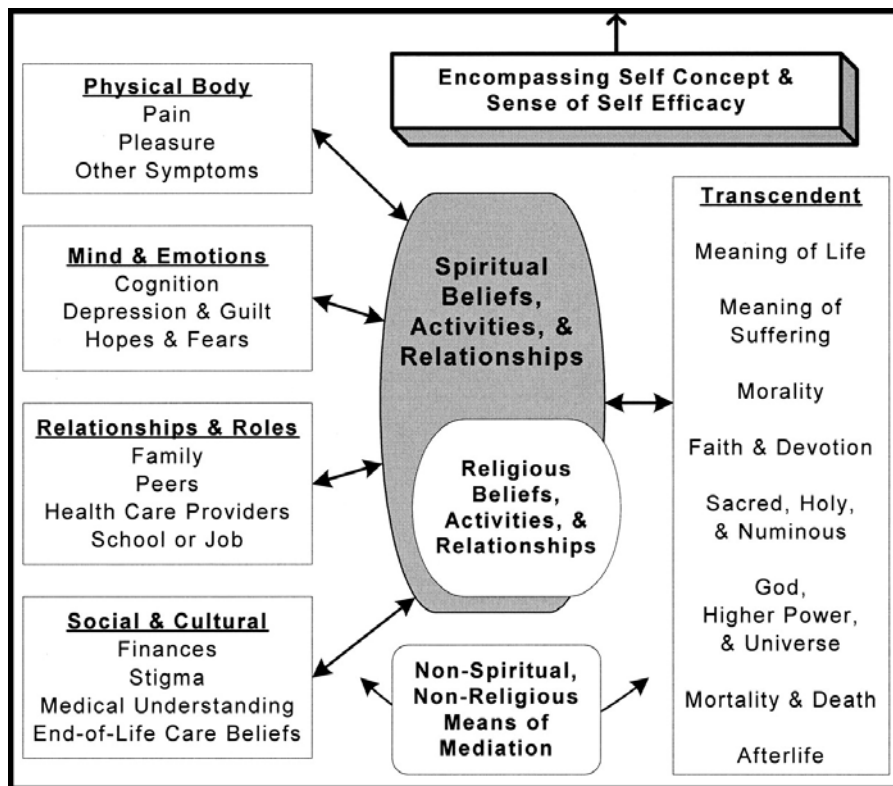 Encompassing Self Concept &
Sense of Self Efficacy
Physical Body
Pain
Pleasure
Other Symptoms
Mind & Emotions
Cognition
Depression & Guilt
Hopes & Fears
Relationships & Roles
Family
Peers
Health Care Providers
School or Job
Social & Cultural
Finances
Stigma
Medical Understanding
End-of-Life Care Beliefs
Spiritual
Beliefs,
Activities, &
Relationships
Religious
Beliefs,
Activities, &
Relationships
Non-Spiritual,
Non-Religious
Means of
Mediation
Transcendent
Meaning of Life
Meaning of
Suffering
Morality
Faith & Devotion
Sacred, Holy,
& Numinous
God,
Higher Power,
& Universe
Mortality & Death
Afterlife